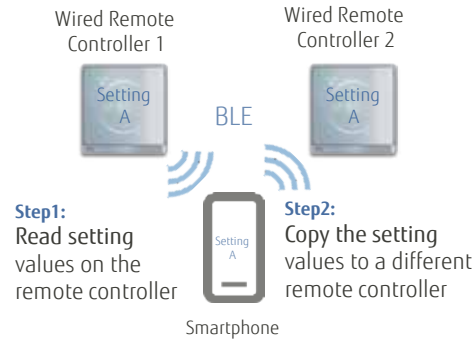 Wired Remote
Controller 1
Wired Remote
Controller 2
Setting
A
BLE
Setting
A
Step1:
Read setting
values on the
remote controller
Setting
A
Step2:
Copy the setting
values to a different
remote controller
Smartphone